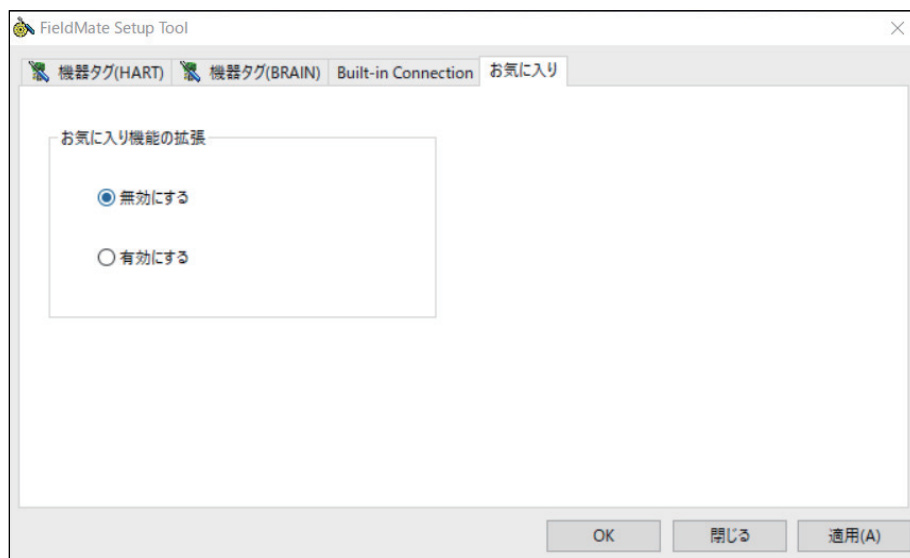 FieldMate Setup Tool
機器タグ(HART) 機器タグ(BRAIN) Built-in Connection お気に入り
お気に入り機能の拡張
無効にする
有効にする
OK 閉じる 適用(A)